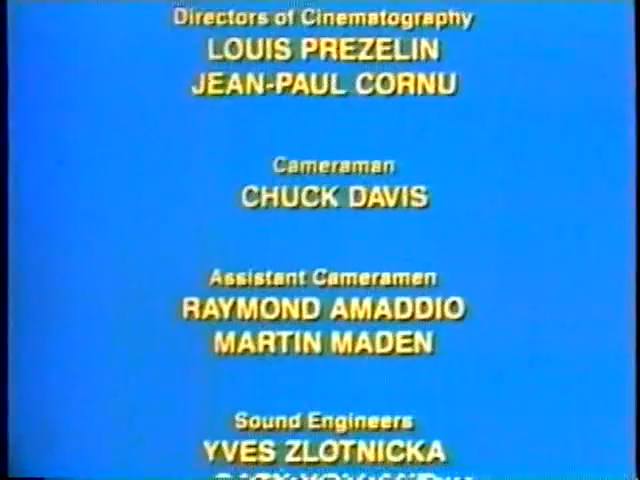 Directors of Cinematography
LOUIS PREZELIN
JEAN-PAUL CORNU
Cameraman
CHUCK DAVIS
Assistant Cameramen
RAYMOND AMADDIO
MARTIN MADEN
Sound Engineers
YVES ZLOTNICKA